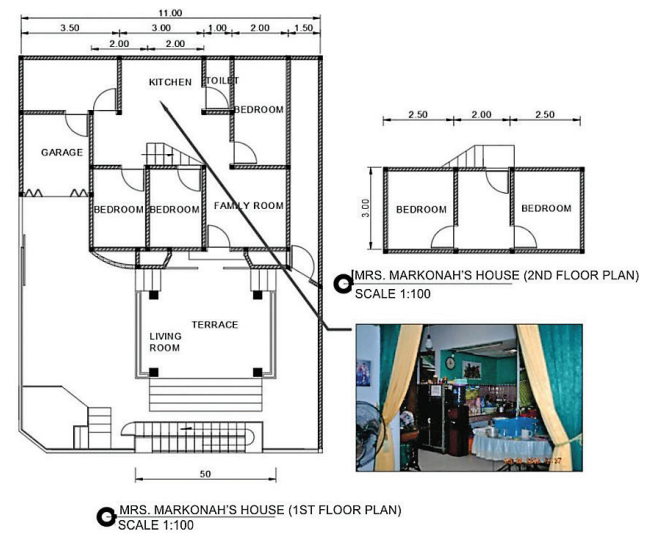 11.00
3.50 3.00 1.00 2.00 1.50
2.00 2.00
KITCHEN
TOILET
BEDROOM
GARAGE
BEDROOM
BEDROOM
FAMILY ROOM
TERRACE
LIVING
ROOM
50
MRS. MARKONAH'S HOUSE (1ST FLOOR PLAN)
SCALE 1:100
2.50 2.00 2.50
3.00
BEDROOM
BEDROOM
MRS. MARKONAH'S HOUSE (2ND FLOOR PLAN)
SCALE 1:100